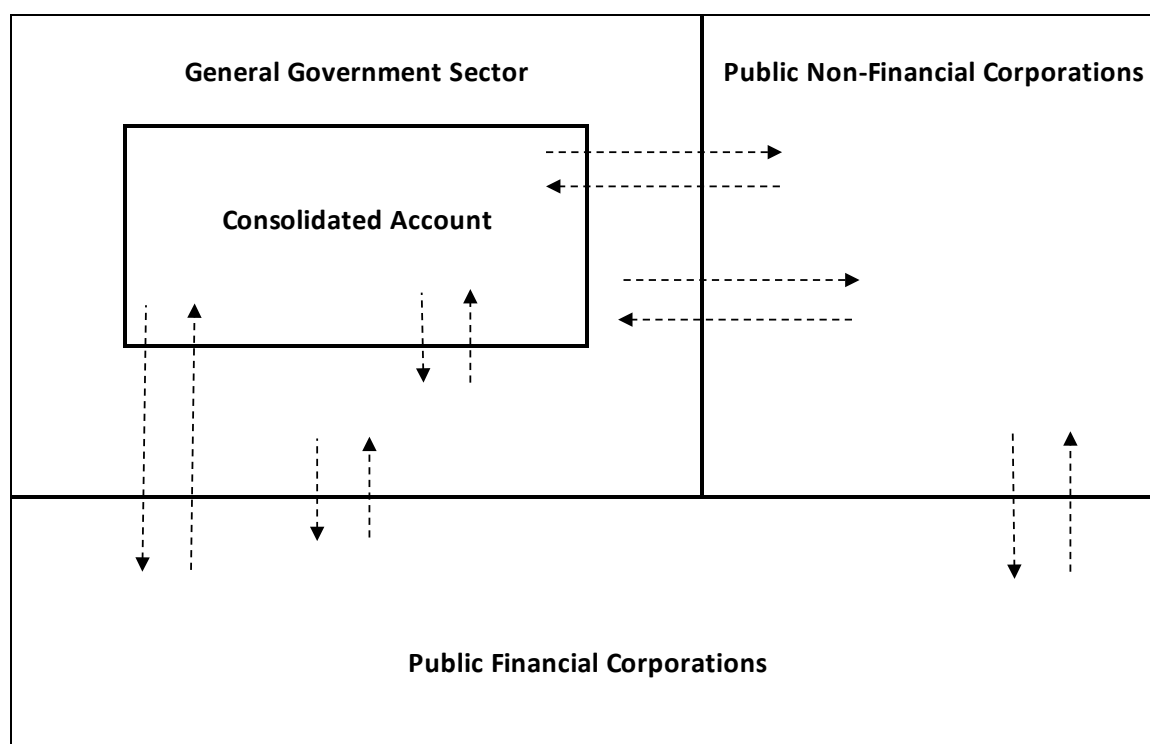 General Government Sector
Public Non-Financial Corporations
Consolidated Account
Public Financial Corporations